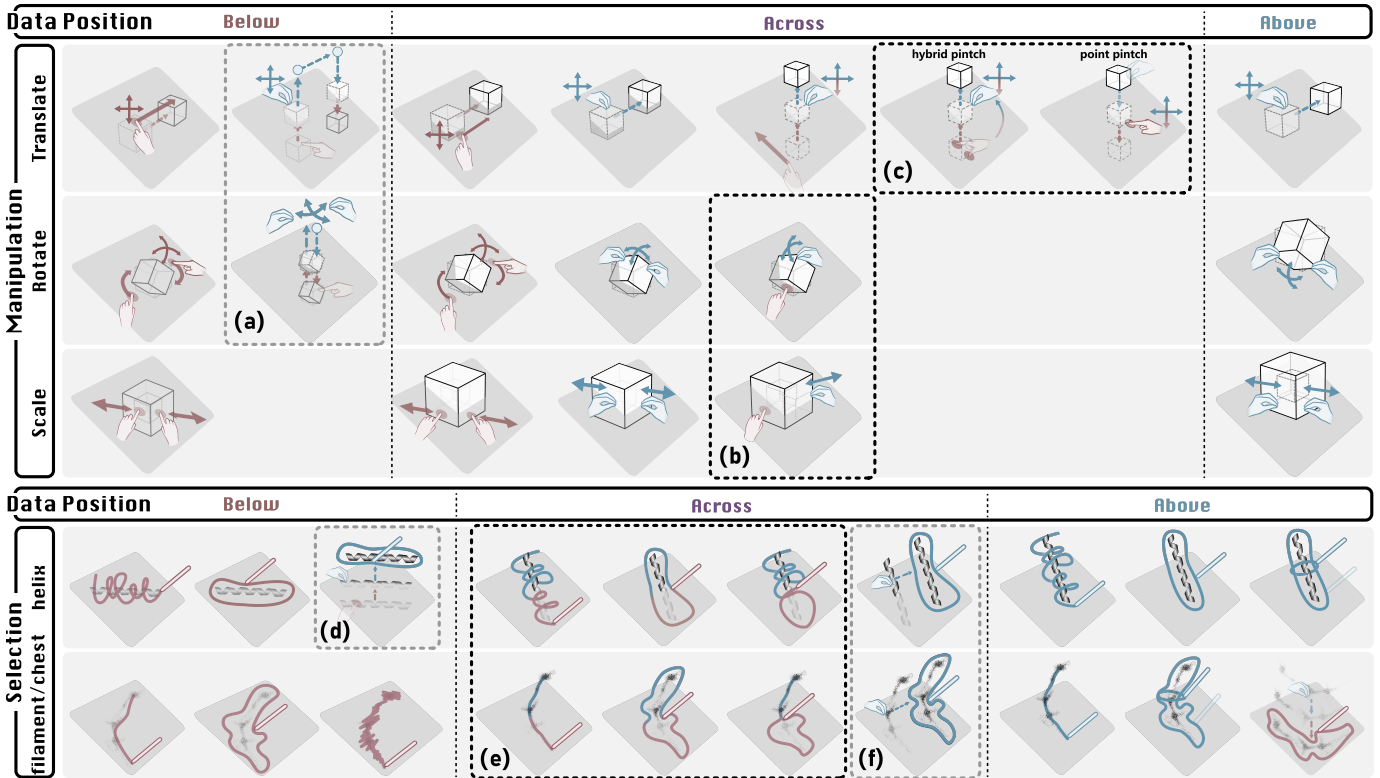 Data Position Below Across Above
Manipulation
Translate
hybrid pintch
point pintch
(c)
Rotate
(a)
Scale
(b)
Data Position Below Across Above
Selection
helix
(d)
filament/chest
(e)
(f)